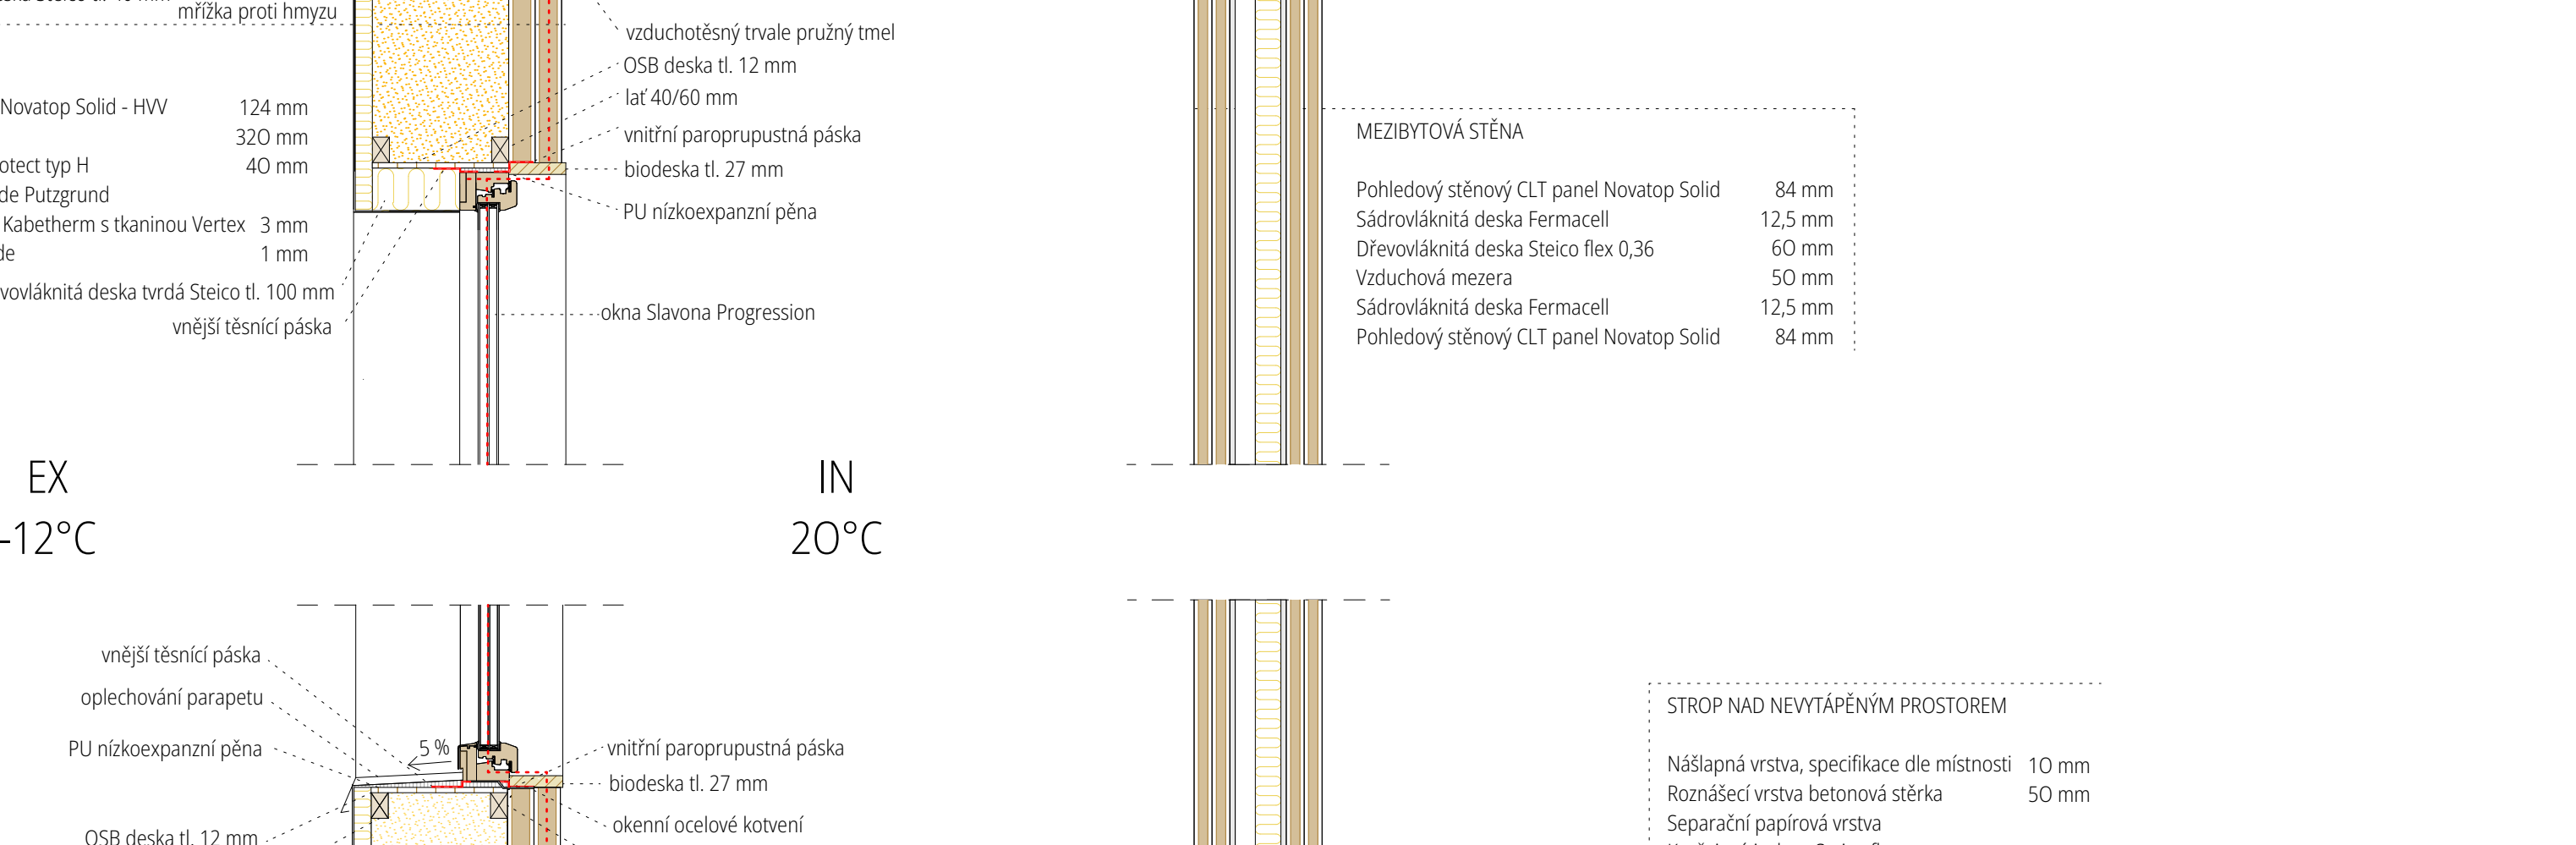 mřížka proti hmyzu
vzduchotěsný trvale pružný tmel
OSB deska tl. 12 mm
lať 40/60 mm
vnitřní paroprupustná páska
biodeska tl. 27 mm
PU nízkoexpanzní pěna
Novatop Solid - HVV 124 mm
320 mm
otect typ H 40 mm
de Putzgrund
Kabetherm s tkaninou Vertex 3 mm
de 1 mm
vovláknitá deska tvrdá Steico tl. 100 mm
vnější těsnící páska
okna Slavona Progression
MEZIBYTOVÁ STĚNA
Pohledový stěnový CLT panel Novatop Solid 84 mm
Sádrovláknitá deska Fermacell 12,5 mm
Dřevovláknitá deska Steico flex 0,36 60 mm
Vzduchová mezera 50 mm
Sádrovláknitá deska Fermacell 12,5 mm
Pohledový stěnový CLT panel Novatop Solid 84 mm
EX
-12°C
IN
20°C
vnější těsnící páska
oplechování parapetu
PU nízkoexpanzní pěna
5 %
OSB deska tl. 12 mm
vnitřní paroprupustná páska
biodeska tl. 27 mm
okenní ocelové kotvení
STROP NAD NEVYTÁPĚNÝM PROSTOREM
Nášlapná vrstva, specifikace dle místnosti 10 mm
Roznášecí vrstva betonová stěrka 50 mm
Separační papírová vrstva